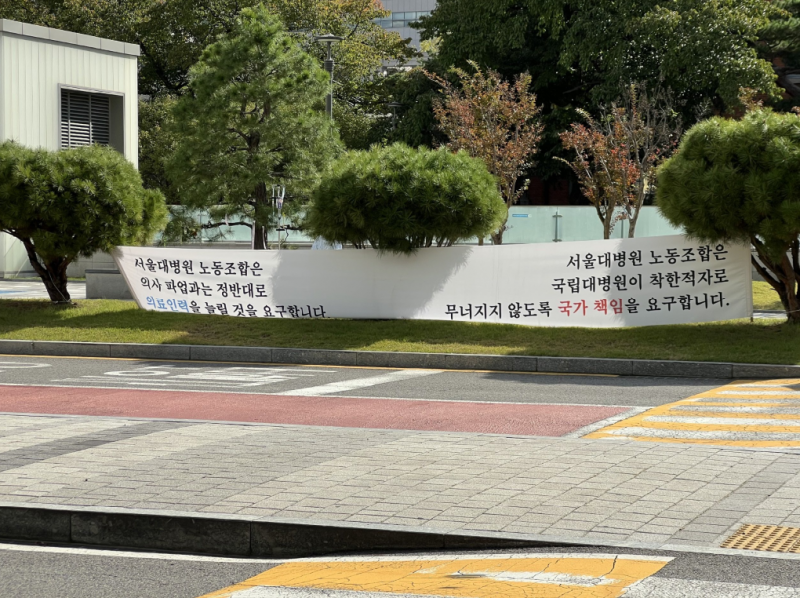 서울대병원 노동조합은
의사 파업과는 정반대로
의료인력을 늘릴 것을 요구합니다.
서울대병원 노동조합은
국립대병원이 착한적자로
무너지지 않도록 국가 책임을 요구합니다.